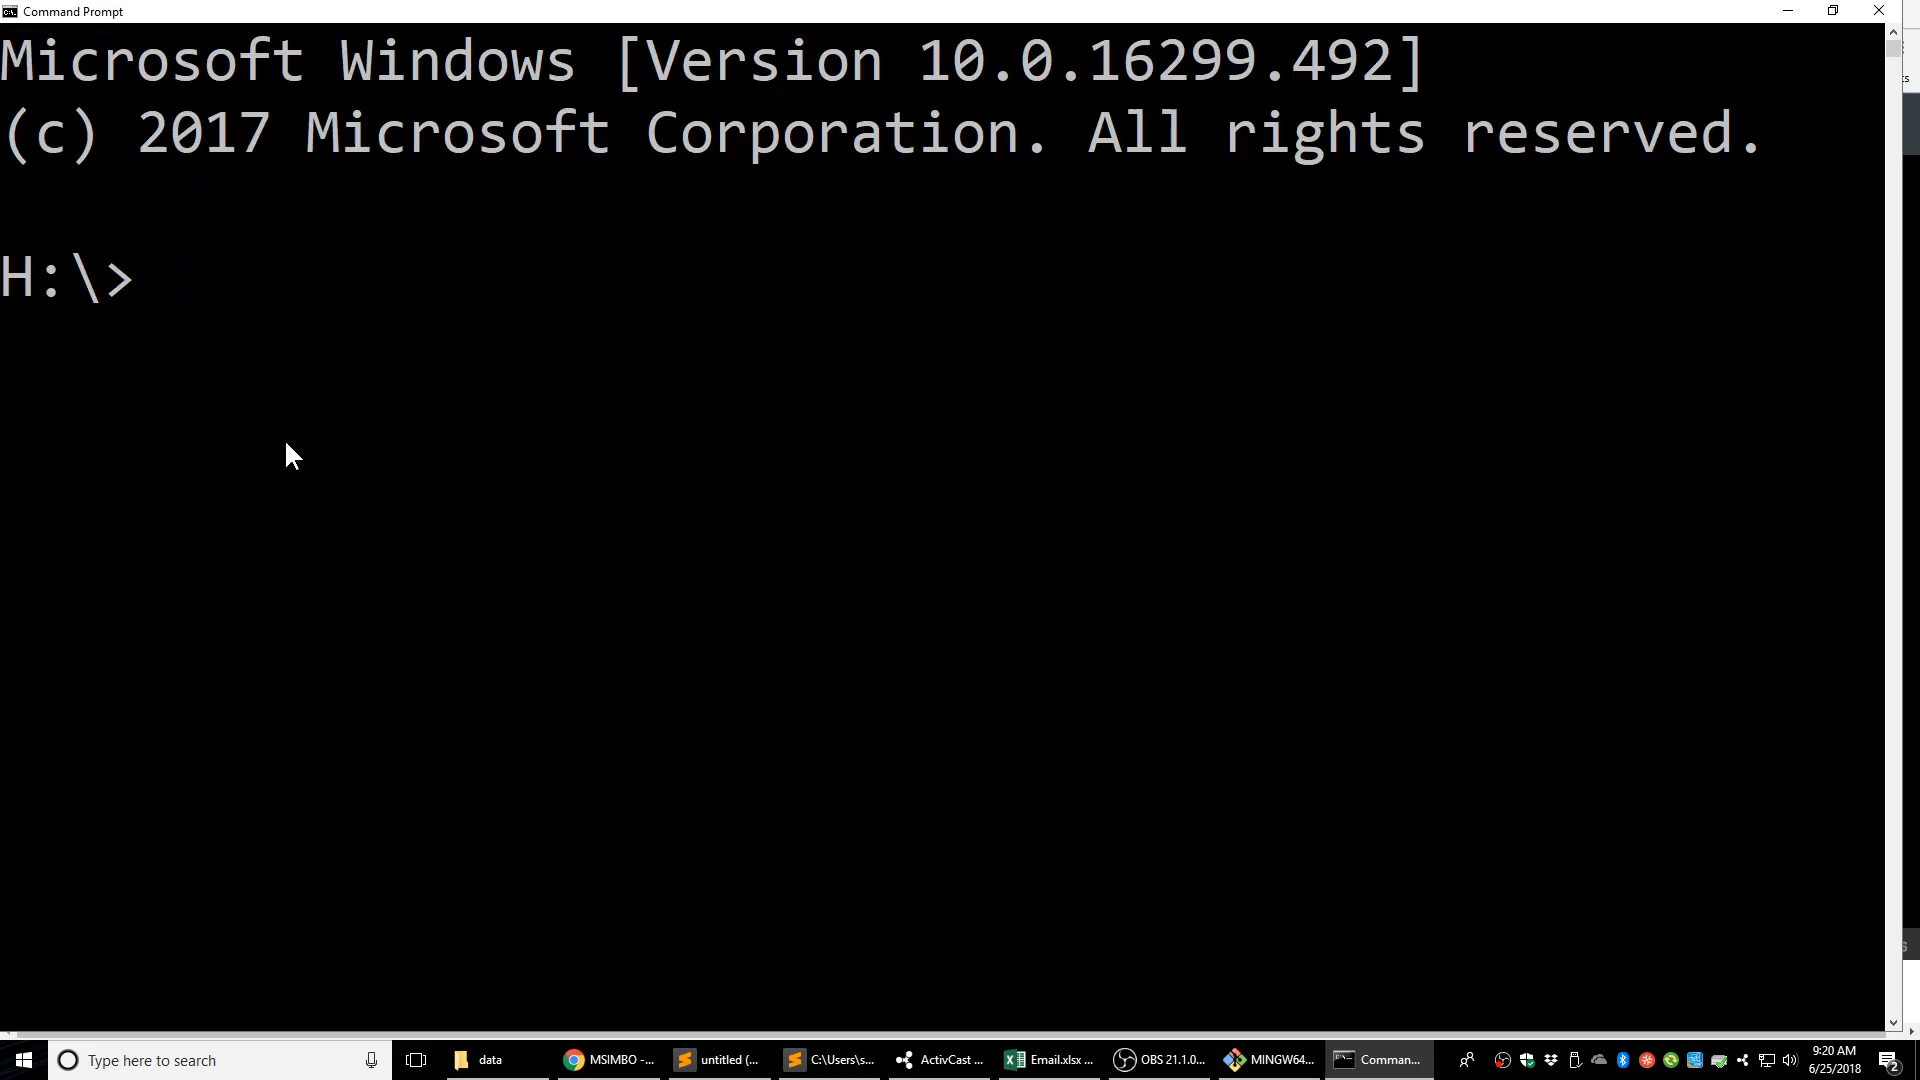 Command Prompt
Microsoft Windows [Version 10.0.16299.492]
(c) 2017 Microsoft Corporation. All rights reserved.
H:\>
Type here to search
data
MSIMBO -...
untitled (...
C:\Users\s...
ActivCast ...
Email.xlsx ...
OBS 21.1.0...
MINGW64...
Comman...
9:20 AM
6/25/2018
2